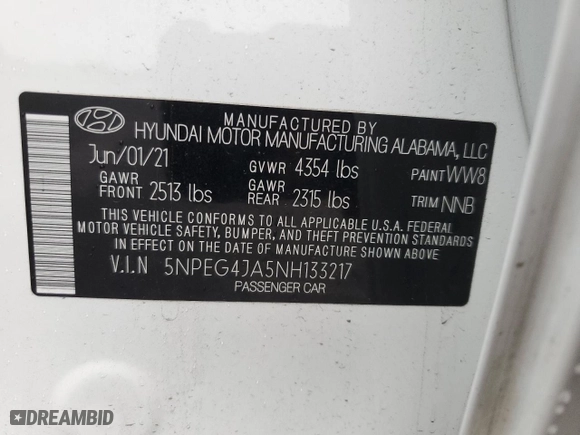 MANUFACTURED BY
HYUNDAI MOTOR MANUFACTURING ALABAMA, LLC
Jun/01/21 GVWR 4354 lbs PAINT WW8
GAWR FRONT 2513 lbs GAWR REAR 2315 lbs TRIM NNB
THIS VEHICLE CONFORMS TO ALL APPLICABLE U.S.A. FEDERAL
MOTOR VEHICLE SAFETY, BUMPER, AND THEFT PREVENTION STANDARDS
IN EFFECT ON THE DATE OF MANUFACTURE SHOWN ABOVE.
V.I.N 5NPEG4JA5NH133217
PASSENGER CAR
DREAMBID